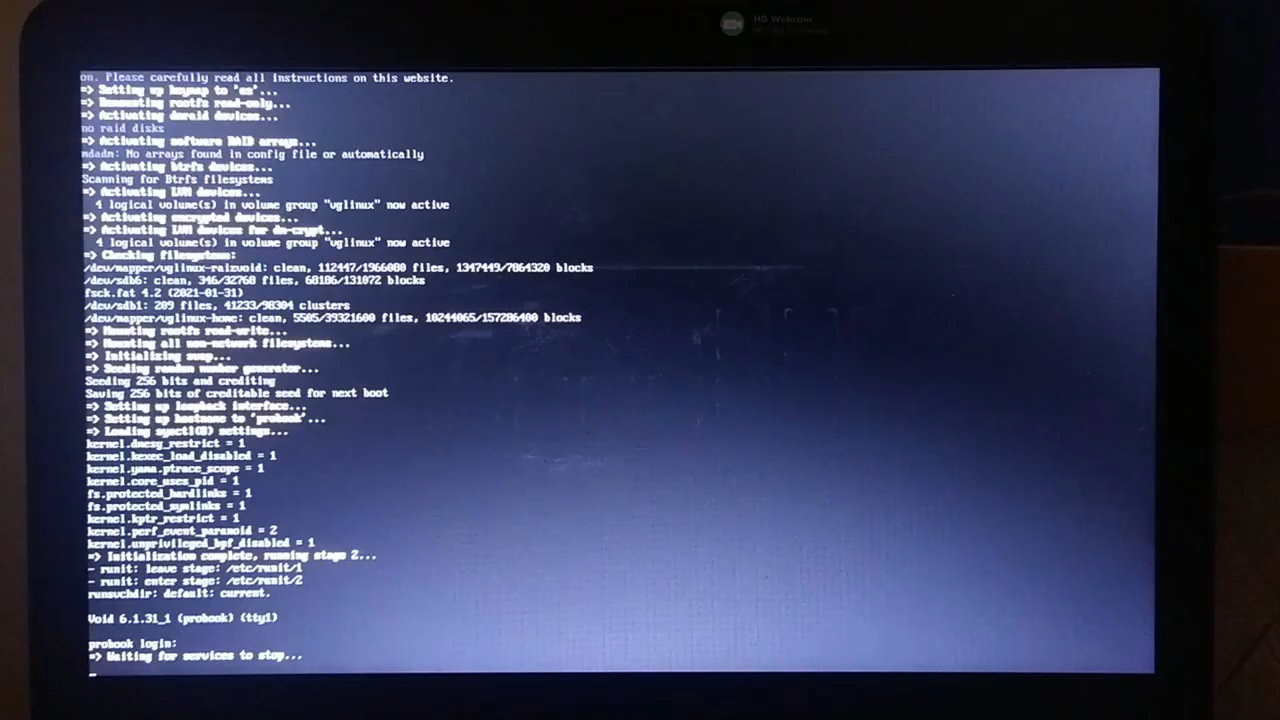 HD Webcam
on. Please carefully read all instructions on this website.
=> Setting up keymap to 'es'...
=> Remounting rootfs read-only...
=> Activating dmraid devices...
no raid disks
=> Activating software RAID arrays...
mdadm: No arrays found in config file or automatically
=> Activating btrfs devices...
Scanning for Btrfs filesystems
=> Activating LVM devices...
4 logical volume(s) in volume group "vglinux" now active
=> Activating encrypted devices...
=> Activating LVM devices for dm-crypt...
4 logical volume(s) in volume group "vglinux" now active
=> Checking filesystems:
/dev/mapper/vglinux-raizvoid: clean, 112447/1966080 files, 1347449/7864320 blocks
/dev/sdb6: clean, 346/32768 files, 68186/131072 blocks
fsck.fat 4.2 (2021-01-31)
/dev/sdb1: 209 files, 41233/98304 clusters
/dev/mapper/vglinux-home: clean, 5505/39321600 files, 10244065/157286400 blocks
=> Mounting rootfs read-write...
=> Mounting all non-network filesystems...
=> Initializing swap...
=> Seeding random number generator...
Seeding 256 bits and crediting
Saving 256 bits of creditable seed for next boot
=> Setting up loopback interface...
=> Setting up hostname to 'probook'...
=> Loading sysctl(8) settings...
kernel.dmesg_restrict = 1
kernel.kexec_load_disabled = 1
kernel.yama.ptrace_scope = 1
kernel.core_uses_pid = 1
fs.protected_hardlinks = 1
fs.protected_symlinks = 1
kernel.kptr_restrict = 1
kernel.perf_event_paranoid = 2
kernel.unprivileged_bpf_disabled = 1
=> Initialization complete, running stage 2...
- runit: leave stage: /etc/runit/1
- runit: enter stage: /etc/runit/2
runsvchdir: default: current.
Void 6.1.31_1 (probook) (tty1)
probook login:
=> Waiting for services to stop...